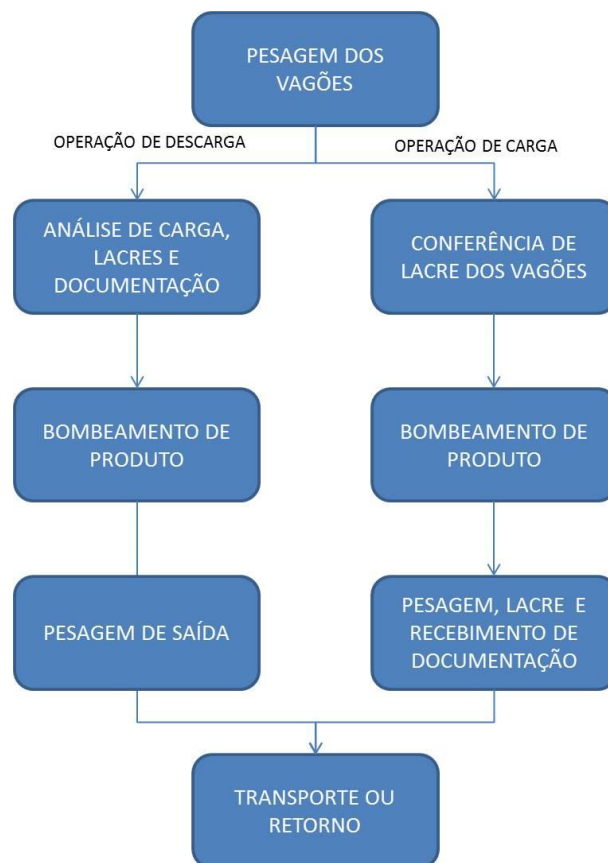 PESAGEM DOS
VAGÕES
OPERAÇÃO DE DESCARGA
OPERAÇÃO DE CARGA
ANÁLISE DE CARGA,
LACRES E
DOCUMENTAÇÃO
CONFERÊNCIA DE
LACRE DOS VAGÕES
BOMBEAMENTO DE
PRODUTO
BOMBEAMENTO DE
PRODUTO
PESAGEM DE SAÍDA
PESAGEM, LACRE E
RECEBIMENTO DE
DOCUMENTAÇÃO
TRANSPORTE OU
RETORNO